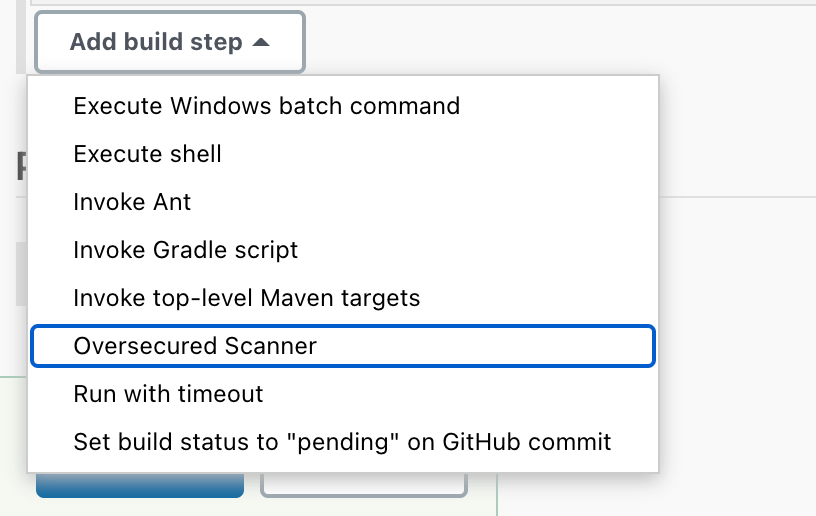 Add build step
Execute Windows batch command
Execute shell
Invoke Ant
Invoke Gradle script
Invoke top-level Maven targets
Oversecured Scanner
Run with timeout
Set build status to "pending" on GitHub commit